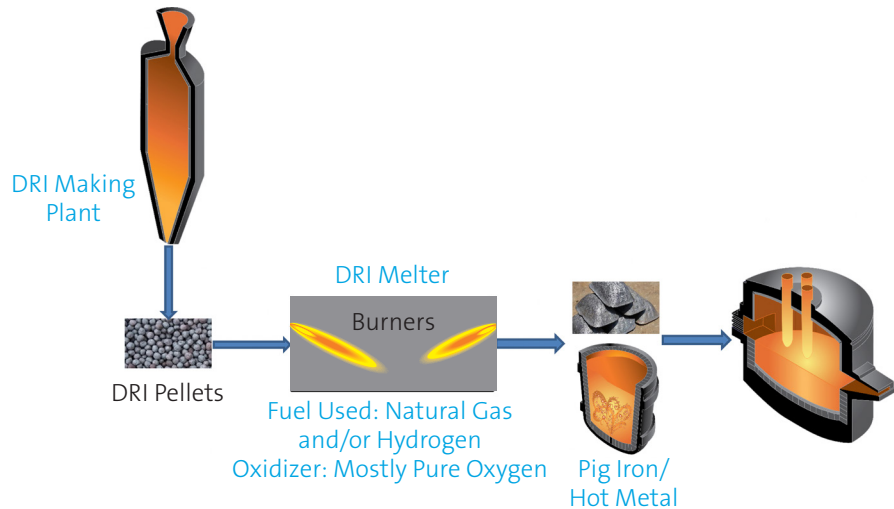 DRI Making
Plant
DRI Pellets
DRI Melter
Burners
Fuel Used: Natural Gas
and/or Hydrogen
Oxidizer: Mostly Pure Oxygen
Pig Iron/
Hot Metal